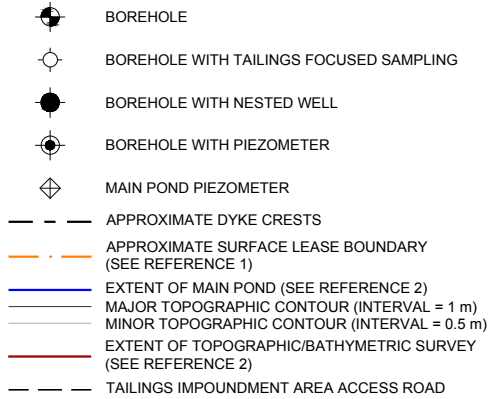 BOREHOLE
BOREHOLE WITH TAILINGS FOCUSED SAMPLING
BOREHOLE WITH NESTED WELL
BOREHOLE WITH PIEZOMETER
MAIN POND PIEZOMETER
APPROXIMATE DYKE CRESTS
APPROXIMATE SURFACE LEASE BOUNDARY
(SEE REFERENCE 1)
EXTENT OF MAIN POND (SEE REFERENCE 2)
MAJOR TOPOGRAPHIC CONTOUR (INTERVAL = 1 m)
MINOR TOPOGRAPHIC CONTOUR (INTERVAL = 0.5 m)
EXTENT OF TOPOGRAPHIC/BATHYMETRIC SURVEY
(SEE REFERENCE 2)
TAILINGS IMPOUNDMENT AREA ACCESS ROAD